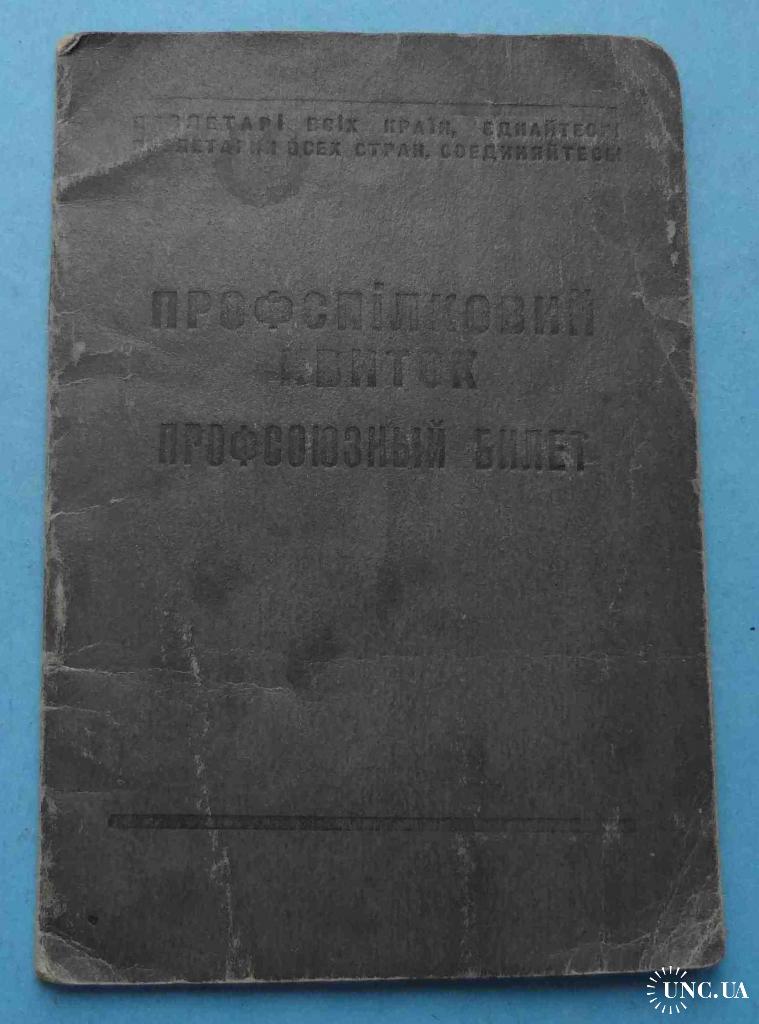 ПРОЛЕТАРІ ВСІХ КРАЇН, ЄДНАЙТЕСЯ!
ПРОЛЕТАРИИ ВСЕХ СТРАН, СОЕДИНЯЙТЕСЬ!
ПРОФСПІЛКОВИЙ
КВИТОК
ПРОФСОЮЗНЫЙ БИЛЕТ
UNC.UA